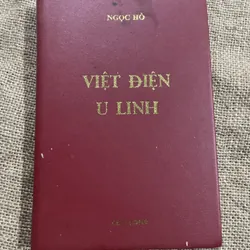 NGỌC HỒ
VIỆT ĐIỆN
U LINH